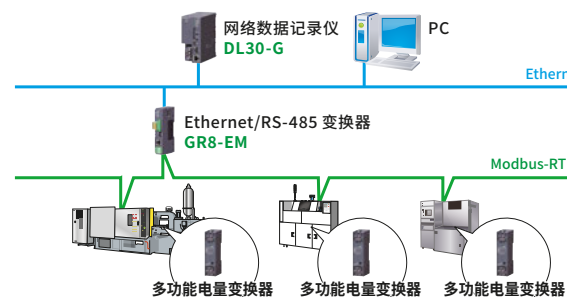 网络数据记录仪
DL30-G
PC
Ethern
Ethernet/RS-485 变换器
GR8-EM
Modbus-RT
多功能电量变换器
多功能电量变换器
多功能电量变换器